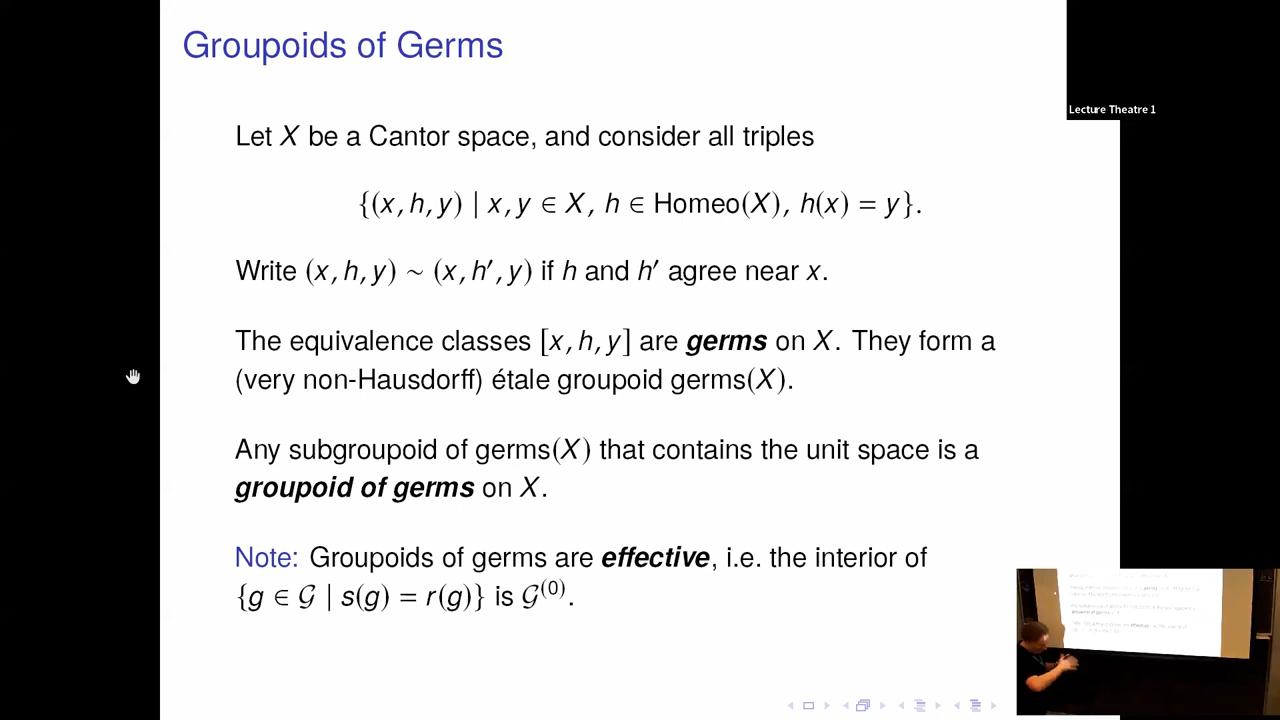 Groupoids of Germs
Lecture Theatre 1
Let X be a Cantor space, and consider all triples
{(x, h, y) | x, y ∈ X, h ∈ Homeo(X), h(x) = y}.
Write (x, h, y) ∼ (x, h′, y) if h and h′ agree near x.
The equivalence classes [x, h, y] are germs on X. They form a
(very non-Hausdorff) étale groupoid germs(X).
Any subgroupoid of germs(X) that contains the unit space is a
groupoid of germs on X.
Note: Groupoids of germs are effective, i.e. the interior of
{g ∈ 𝒢 | s(g) = r(g)} is 𝒢⁽⁰⁾.